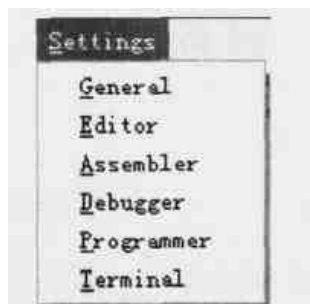 Settings
General
Editor
Assembler
Debugger
Programmer
Terminal